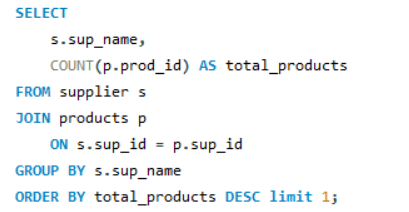 SELECT
s.sup_name,
COUNT(p.prod_id) AS total_products
FROM supplier s
JOIN products p
ON s.sup_id = p.sup_id
GROUP BY s.sup_name
ORDER BY total_products DESC limit 1;